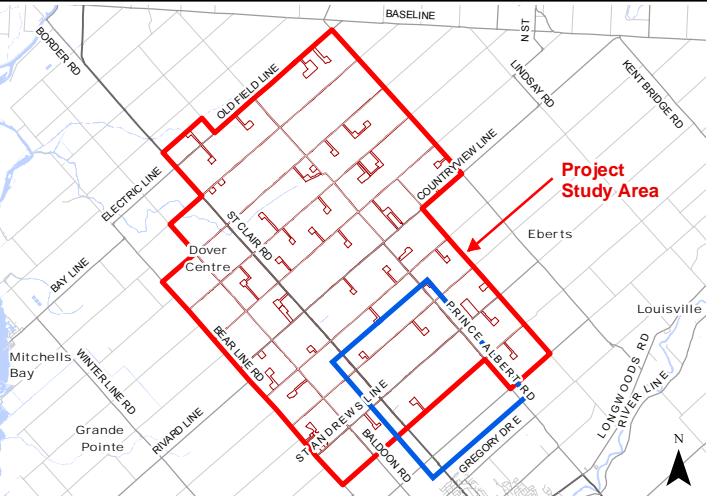 BASELINE
N ST
BORDER RD
LINDSAY RD
KENT BRIDGE RD
OLD FIELD LINE
COUNTRYVIEW LINE
Project
Study Area
ELECTRIC LINE
ST CLAIR RD
Eberts
Dover
Centre
BAY LINE
PRINCE ALBERT RD
Louisville
BEAR LINE RD
Mitchells
Bay
WINTER LINE RD
LONGWOODS RD
RIVER LINE
ST ANDREWS LINE
RIVARD LINE
Grande
Pointe
BALDOON RD
GREGORY DR E
N